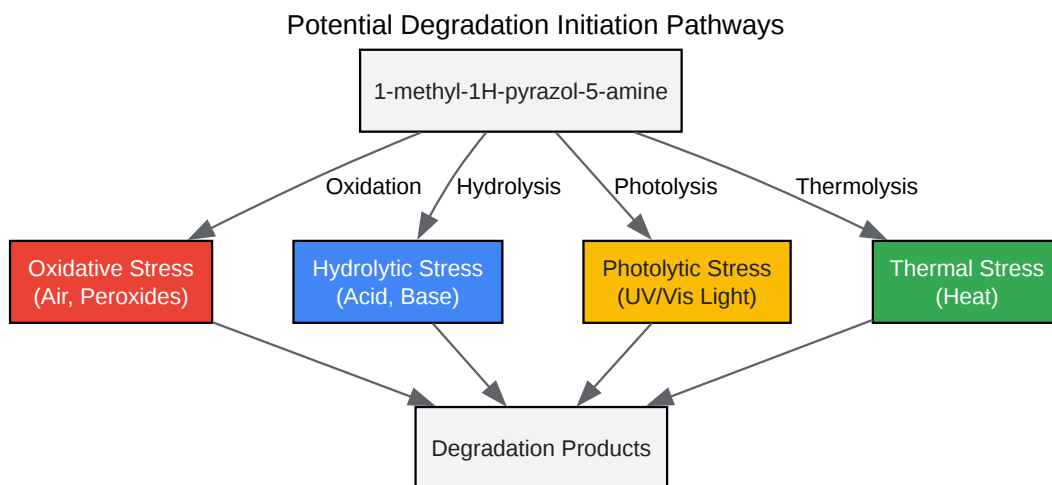 Potential Degradation Initiation Pathways
1-methyl-1H-pyrazol-5-amine
Oxidation
Hydrolysis
Photolysis
Thermolysis
Oxidative Stress
(Air, Peroxides)
Hydrolytic Stress
(Acid, Base)
Photolytic Stress
(UV/Vis Light)
Thermal Stress
(Heat)
Degradation Products